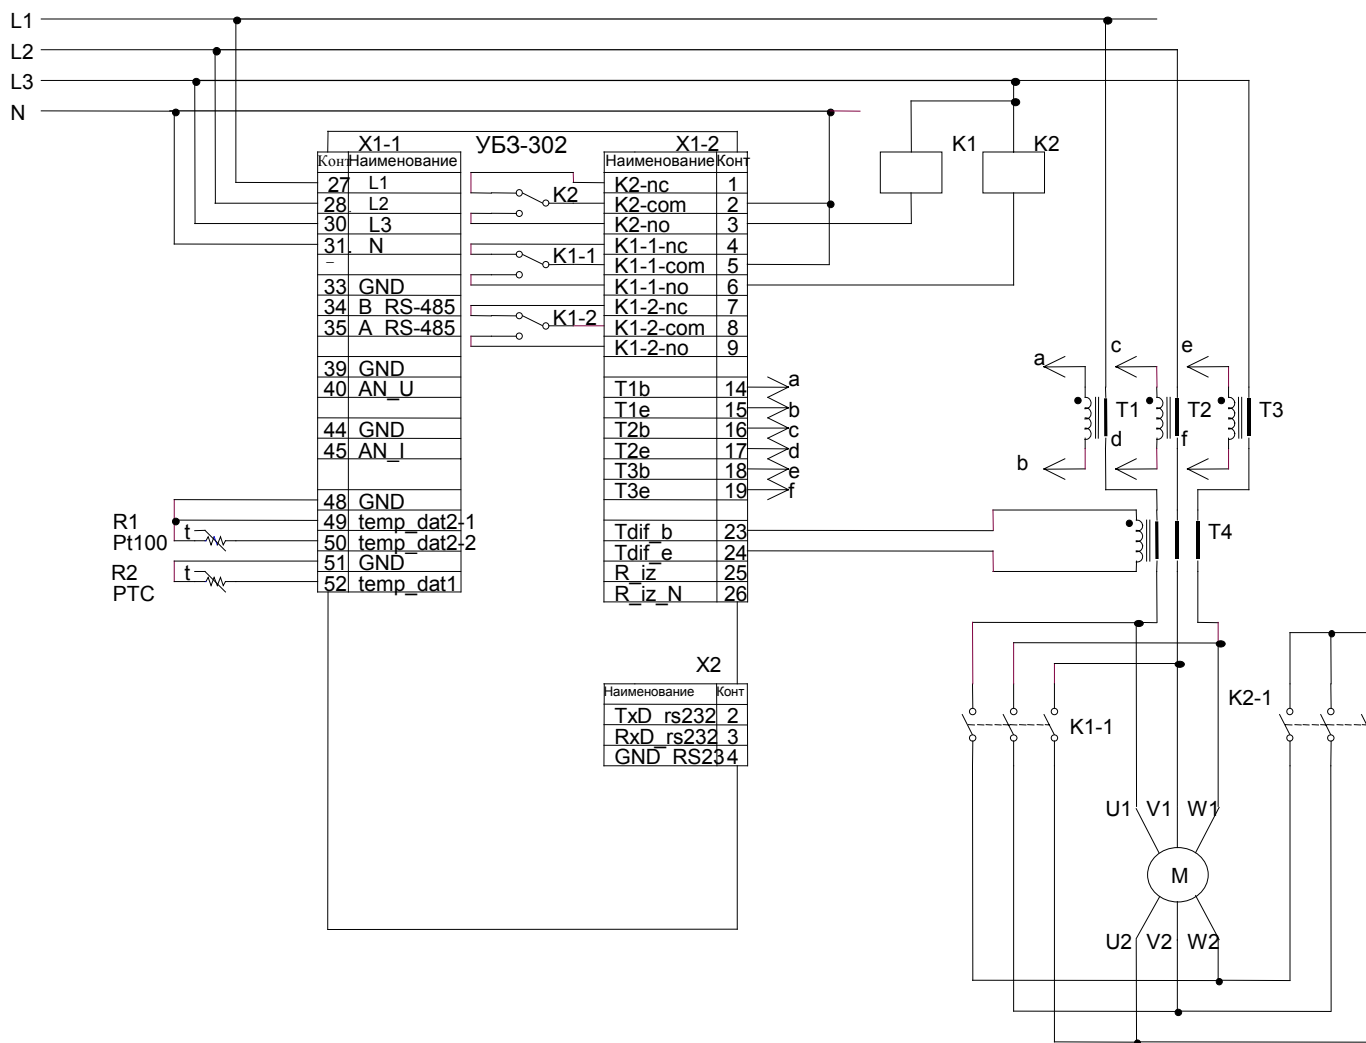 L1
L2
L3
N
X1-1
УБЗ-302
X1-2
Конт Наименование
27 L1
28. L2
30 L3
31. N
–
33 GND
34 B RS-485
35 A RS-485
39 GND
40 AN_U
44 GND
45 AN_I
48 GND
49 temp_dat2-1
50 temp_dat2-2
51 GND
52 temp_dat1
R1
Pt100
t
R2
PTC
t
K2
K1-1
K1-2
Наименование Конт
K2-nc 1
K2-com 2
K2-no 3
K1-1-nc 4
K1-1-com 5
K1-1-no 6
K1-2-nc 7
K1-2-com 8
K1-2-no 9
T1b 14 a
T1e 15 b
T2b 16 c
T2e 17 d
T3b 18 e
T3e 19 f
Tdif_b 23
Tdif_e 24
R_iz 25
R_iz_N 26
X2
Наименование Конт
TxD_rs232 2
RxD_rs232 3
GND_RS23 4
K1 K2
a c e
T1 T2 T3
b d f
T4
K1-1
K2-1
U1 V1 W1
M
U2 V2 W2